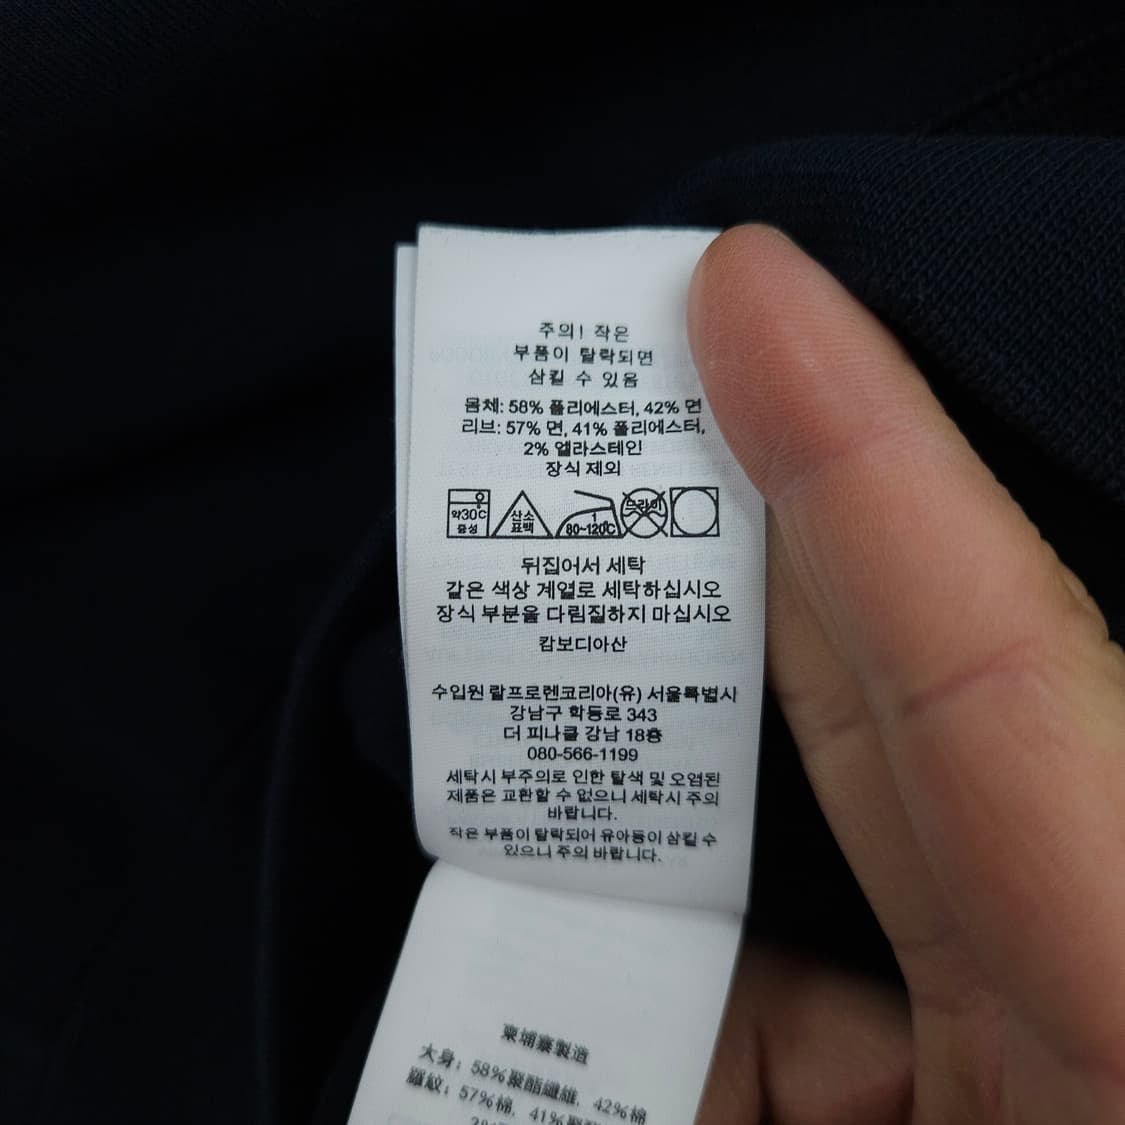 주의! 작은
부품이 탈락되면
삼킬 수 있음
몸체: 58% 폴리에스터, 42% 면
리브: 57% 면, 41% 폴리에스터,
2% 엘라스테인
장식 제외
약30C 중성 산소 표백 1 80~120C 드라이
뒤집어서 세탁
같은 색상 계열로 세탁하십시오
장식 부분을 다림질하지 마십시오
캄보디아산
수입원 랄프로렌코리아(유) 서울특별시
강남구 학동로 343
더 피나클 강남 18층
080-566-1199
세탁시 부주의로 인한 탈색 및 오염된
제품은 교환할 수 없으니 세탁시 주의
바랍니다.
작은 부품이 탈락되어 유아등이 삼킬 수
있으니 주의 바랍니다.
柬埔寨製造
大身: 58%聚酯纖維, 42%棉
羅紋: 57%棉, 41%